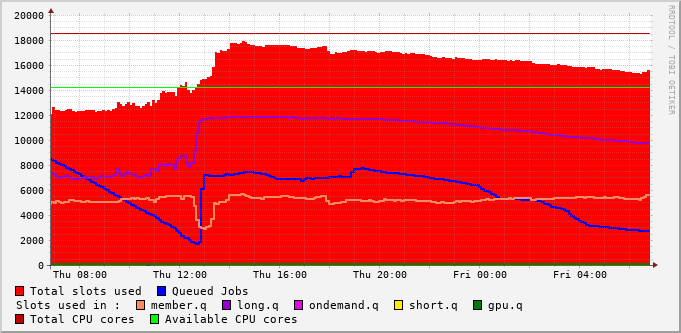 20000
18000
16000
14000
12000
10000
8000
6000
4000
2000
0
Thu 08:00 Thu 12:00 Thu 16:00 Thu 20:00 Fri 00:00 Fri 04:00
RRDTOOL / TOBI OETIKER
Total slots used Queued Jobs
Slots used in : member.q long.q ondemand.q short.q gpu.q
Total CPU cores Available CPU cores